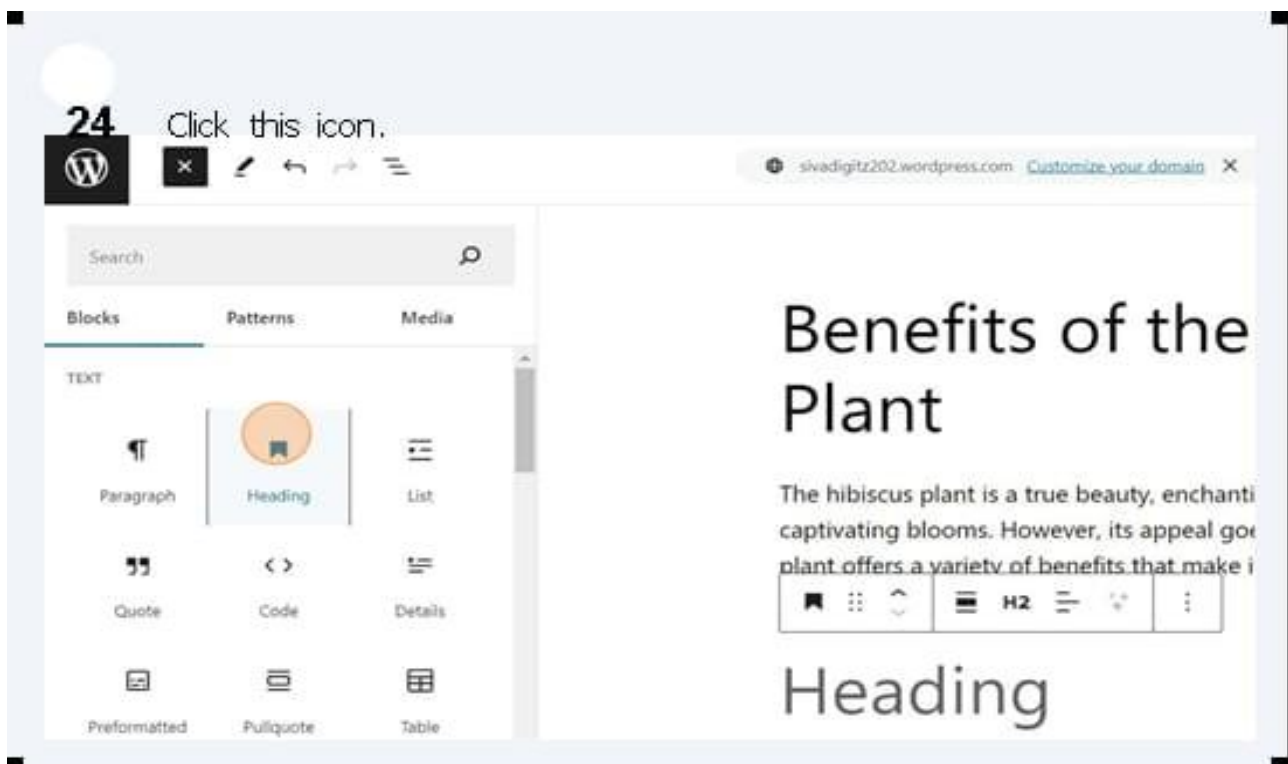 24 Click this icon.
sivadigitz202.wordpress.com Customize your domain
Search
Blocks Patterns Media
TEXT
Paragraph Heading List
Quote Code Details
Preformatted Pullquote Table
Benefits of the
Plant
The hibiscus plant is a true beauty, enchanti
captivating blooms. However, its appeal goe
plant offers a variety of benefits that make i
H2
Heading